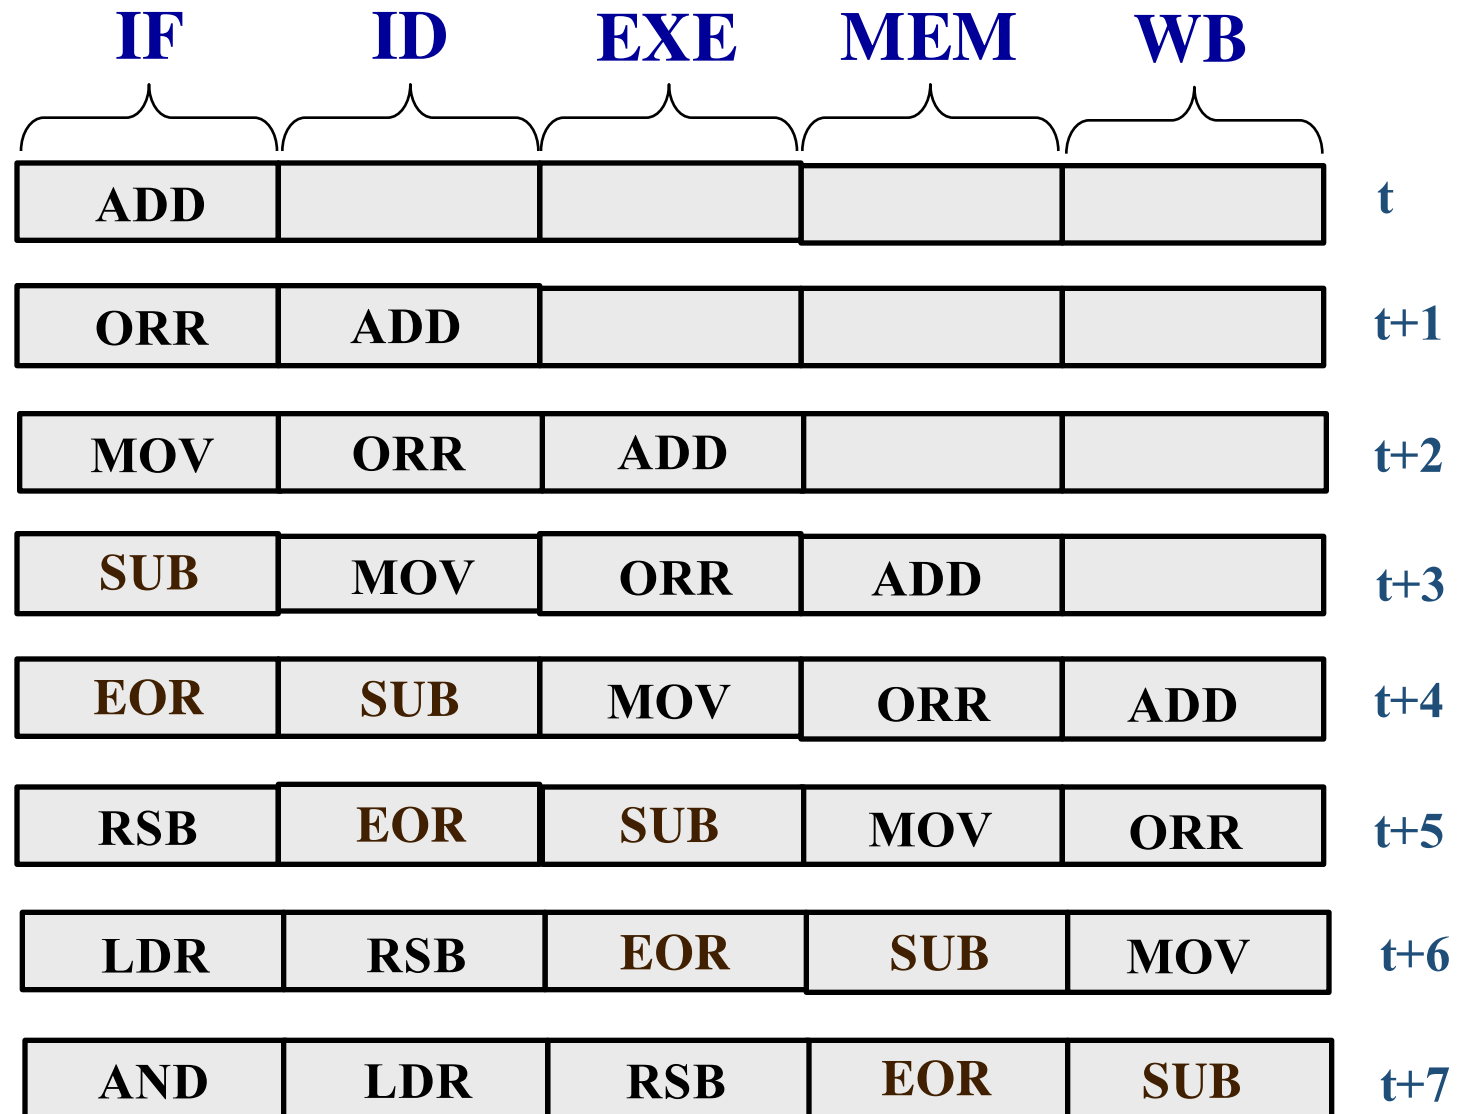 IF ID EXE MEM WB
ADD t
ORR ADD t+1
MOV ORR ADD t+2
SUB MOV ORR ADD t+3
EOR SUB MOV ORR ADD t+4
RSB EOR SUB MOV ORR t+5
LDR RSB EOR SUB MOV t+6
AND LDR RSB EOR SUB t+7